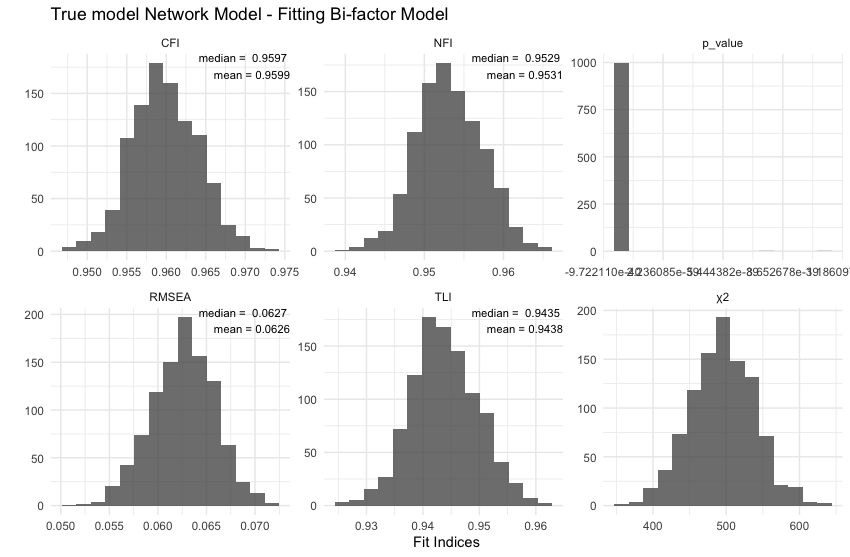 True model Network Model - Fitting Bi-factor Model
CFI
NFI
p_value
median = 0.9597
mean = 0.9599
median = 0.9529
mean = 0.9531
150
100
50
0
150
100
50
0
1000
750
500
250
0
0.950 0.955 0.960 0.965 0.970 0.975
0.94 0.95 0.96
-9.722110e-40
RMSEA
TLI
χ2
median = 0.0627
mean = 0.0626
median = 0.9435
mean = 0.9438
200
150
100
50
0
150
100
50
0
200
150
100
50
0
0.050 0.055 0.060 0.065 0.070
0.93 0.94 0.95 0.96
400 500 600
Fit Indices